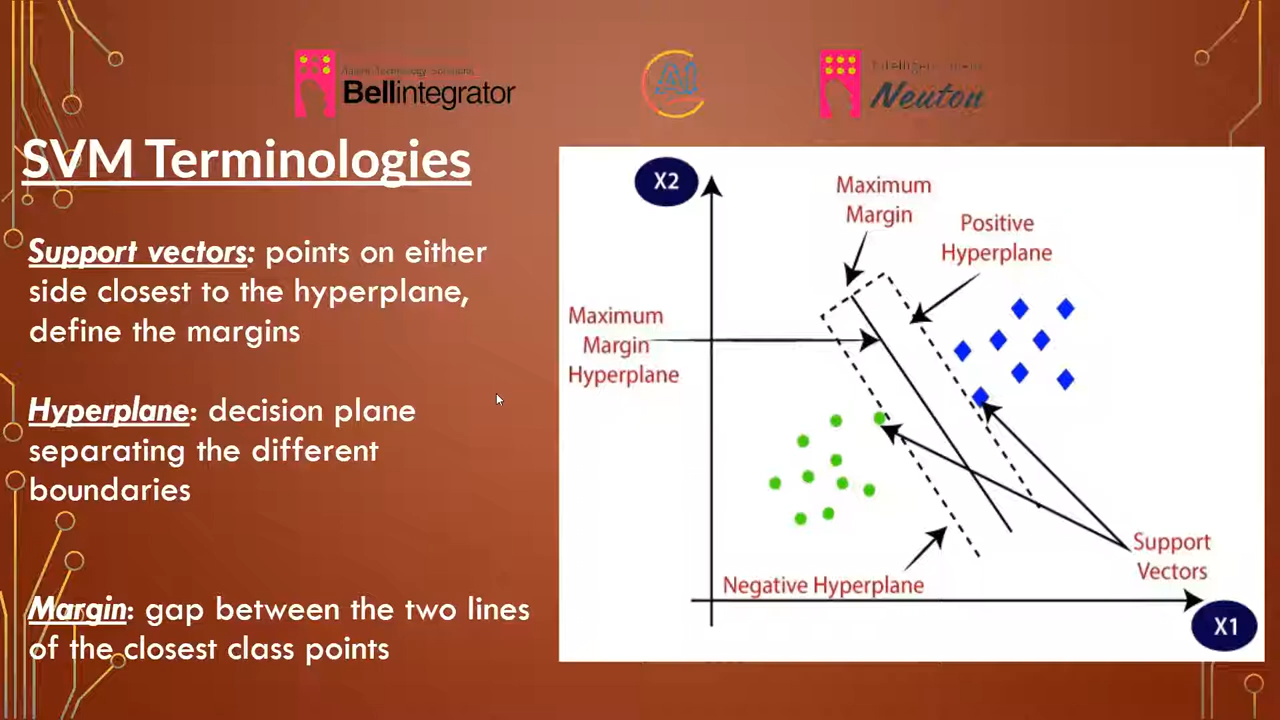 Bellintegrator
AI
Neuton
SVM Terminologies
Support vectors: points on either
side closest to the hyperplane,
define the margins
Hyperplane: decision plane
separating the different
boundaries
Margin: gap between the two lines
of the closest class points
X2
Maximum
Margin
Positive
Hyperplane
Maximum
Margin
Hyperplane
Support
Vectors
Negative Hyperplane
X1